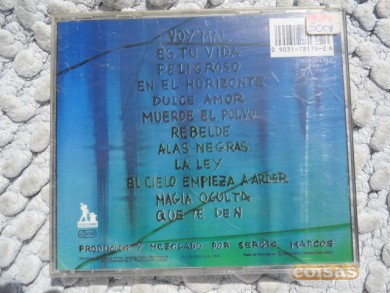 VOY MAL
ES TU VIDA
PELIGROSO
EN EL HORIZONTE
DULCE AMOR
MUERDE EL POLVO
REBELDE
ALAS NEGRAS
LA LEY
EL CIELO EMPIEZA A ARDER
MAGIA OCULTA
QUE TE DEN
PRODUCIDO Y MEZCLADO POR SERGIO MARCOS
coisas